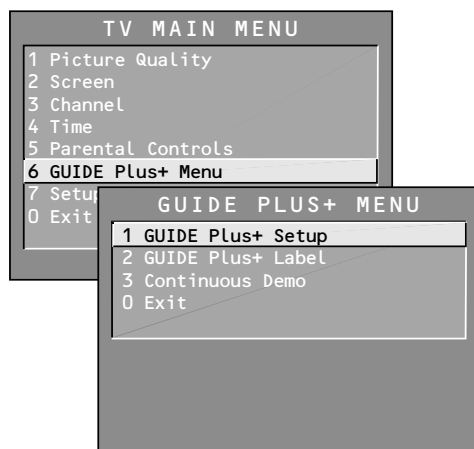 TV MAIN MENU
1 Picture Quality
2 Screen
3 Channel
4 Time
5 Parental Controls
6 GUIDE Plus+ Menu
7
0 Exit
GUIDE PLUS+ MENU
1 GUIDE Plus+ Setup
2 GUIDE Plus+ Label
3 Continuous Demo
0 Exit